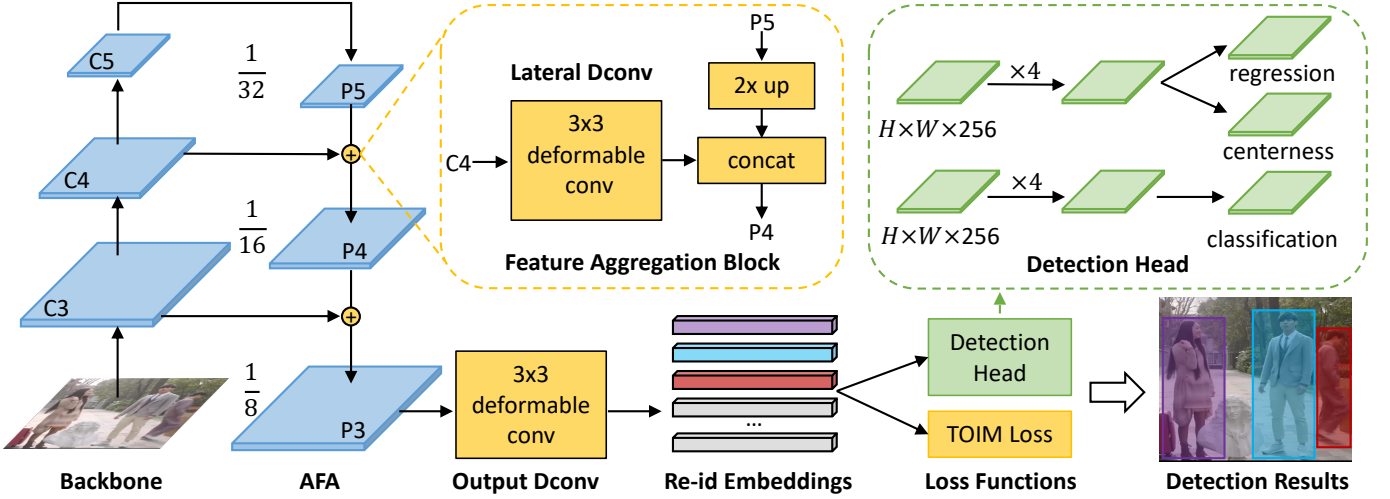 C5
1
32
P5
C4
1
16
P4
C3
1
8
P3
Backbone
AFA
P5
Lateral Dconv
2x up
3x3
deformable
conv
C4
concat
P4
Feature Aggregation Block
×4
regression
H×W×256
centerness
×4
H×W×256
classification
Detection Head
3x3
deformable
conv
Output Dconv
...
Re-id Embeddings
Detection
Head
TOIM Loss
Loss Functions
Detection Results